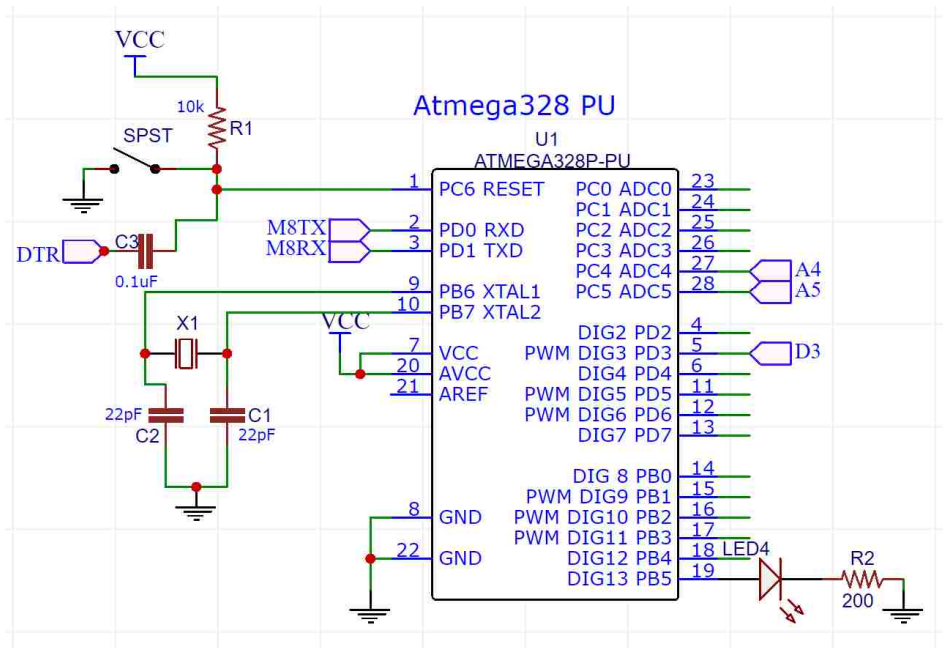 VCC
10k
R1
SPST
DTR
C3
0.1uF
Atmega328 PU
U1
ATMEGA328P-PU
M8TX
M8RX
1 PC6 RESET
2 PD0 RXD
3 PD1 TXD
9 PB6 XTAL1
10 PB7 XTAL2
VCC
7 VCC
20 AVCC
21 AREF
X1
22pF
C2
C1
22pF
8 GND
22 GND
PC0 ADC0 23
PC1 ADC1 24
PC2 ADC2 25
PC3 ADC3 26
PC4 ADC4 27 A4
PC5 ADC5 28 A5
DIG2 PD2 4
PWM DIG3 PD3 5 D3
DIG4 PD4 6
PWM DIG5 PD5 11
PWM DIG6 PD6 12
DIG7 PD7 13
DIG 8 PB0 14
PWM DIG9 PB1 15
PWM DIG10 PB2 16
PWM DIG11 PB3 17
DIG12 PB4 18
DIG13 PB5 19
LED4
R2
200